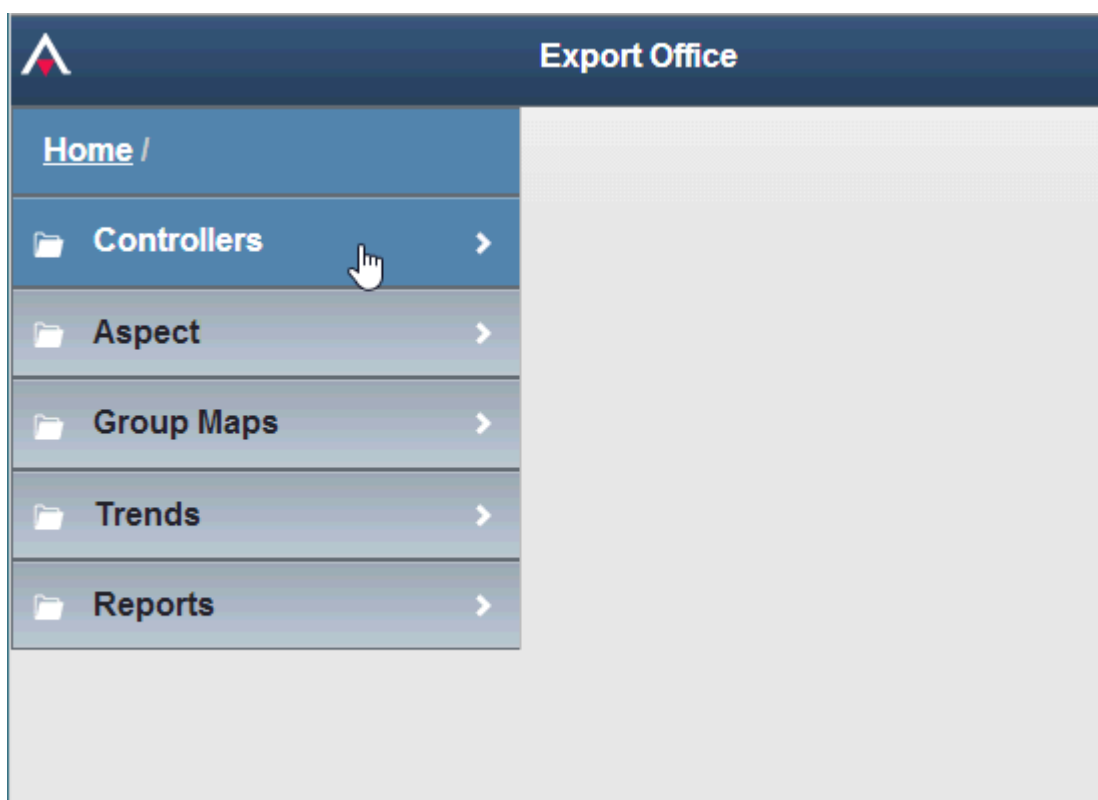 Export Office
Home /
Controllers
Aspect
Group Maps
Trends
Reports